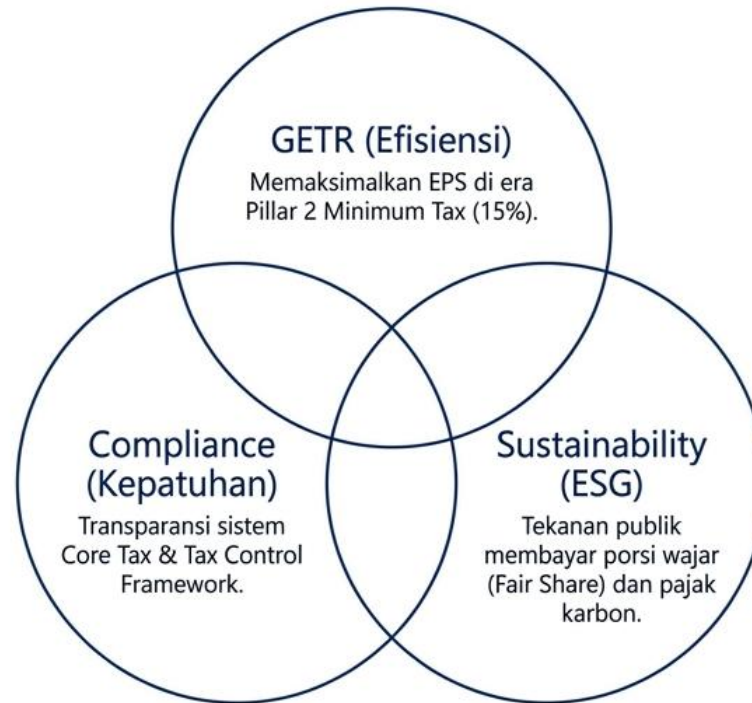 GETR (Efisiensi)
Memaksimalkan EPS di era
Pillar 2 Minimum Tax (15%).
Compliance
(Kepatuhan)
Transparansi sistem
Core Tax & Tax Control
Framework.
Sustainability
(ESG)
Tekanan publik
membayar porsi wajar
(Fair Share) dan pajak
karbon.